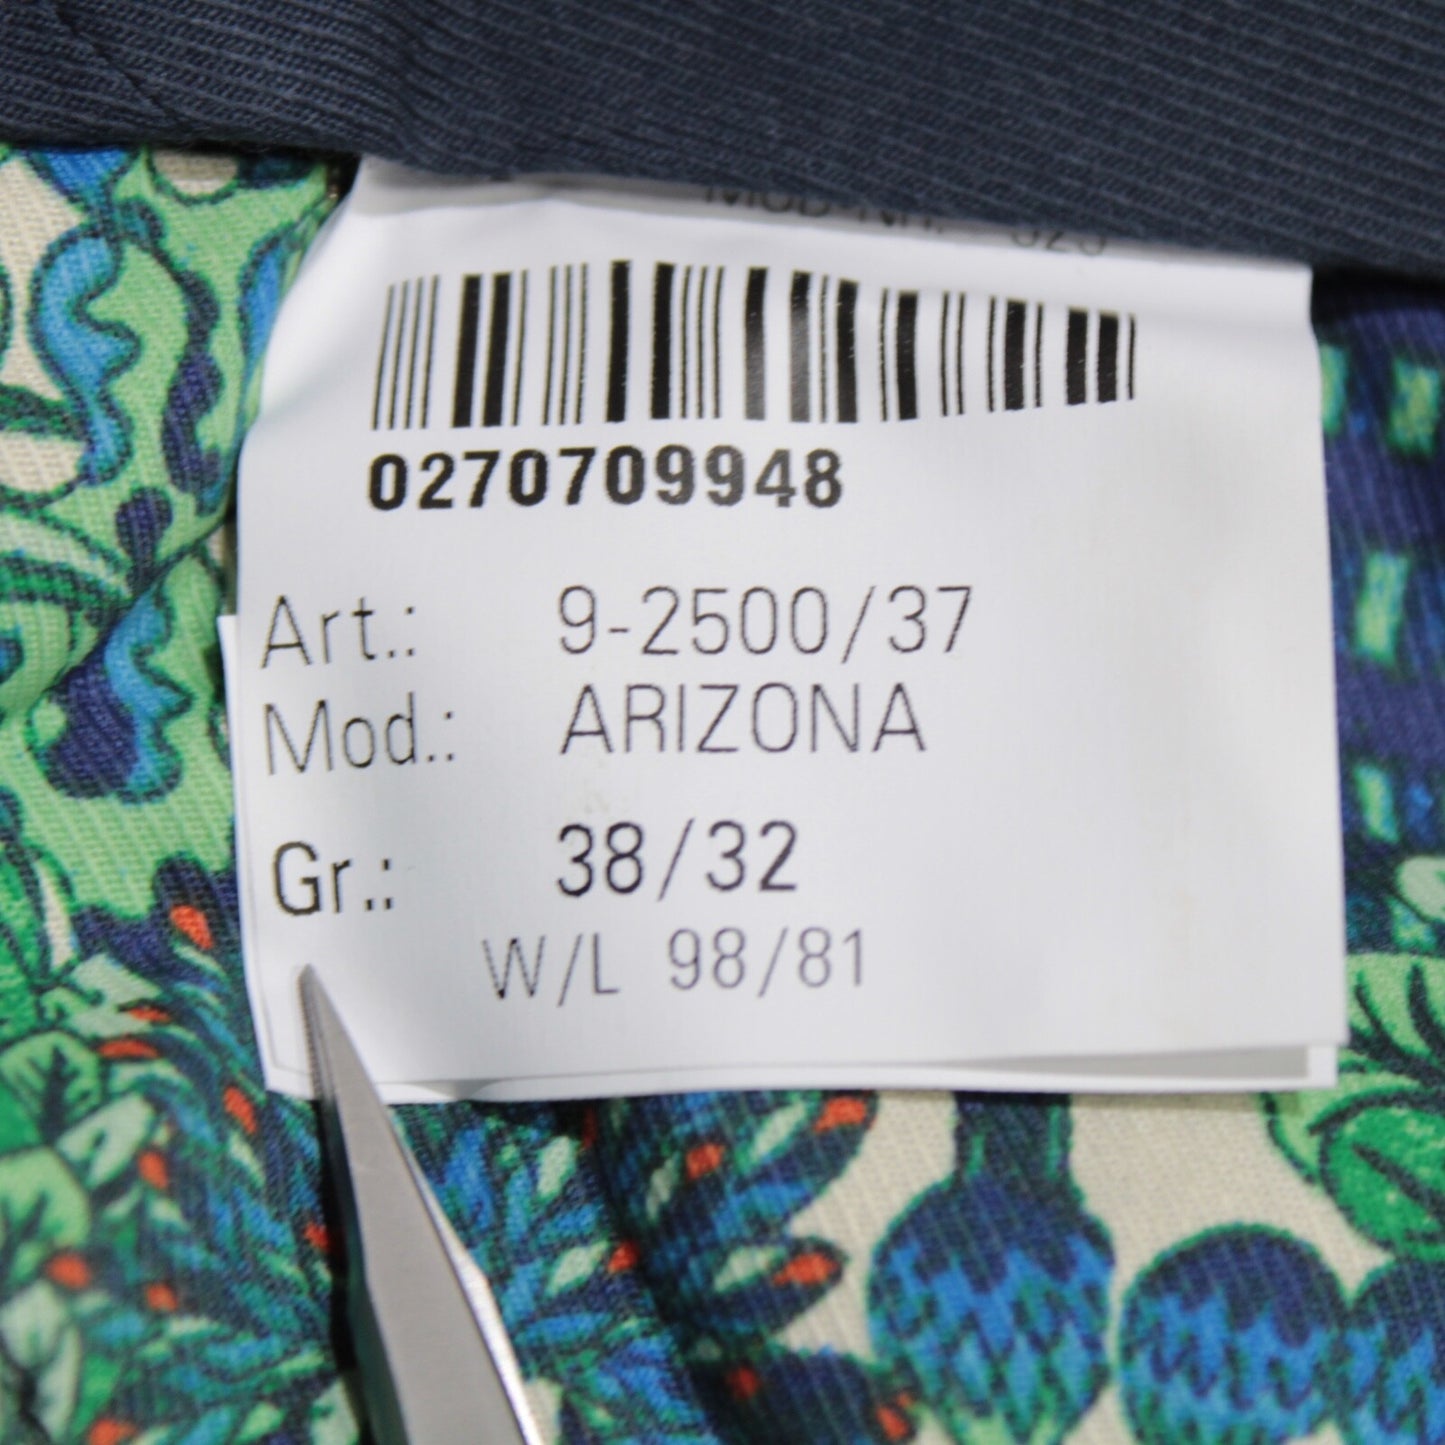 0270709948
Art.: 9-2500/37
Mod.: ARIZONA
Gr.: 38/32
W/L 98/81